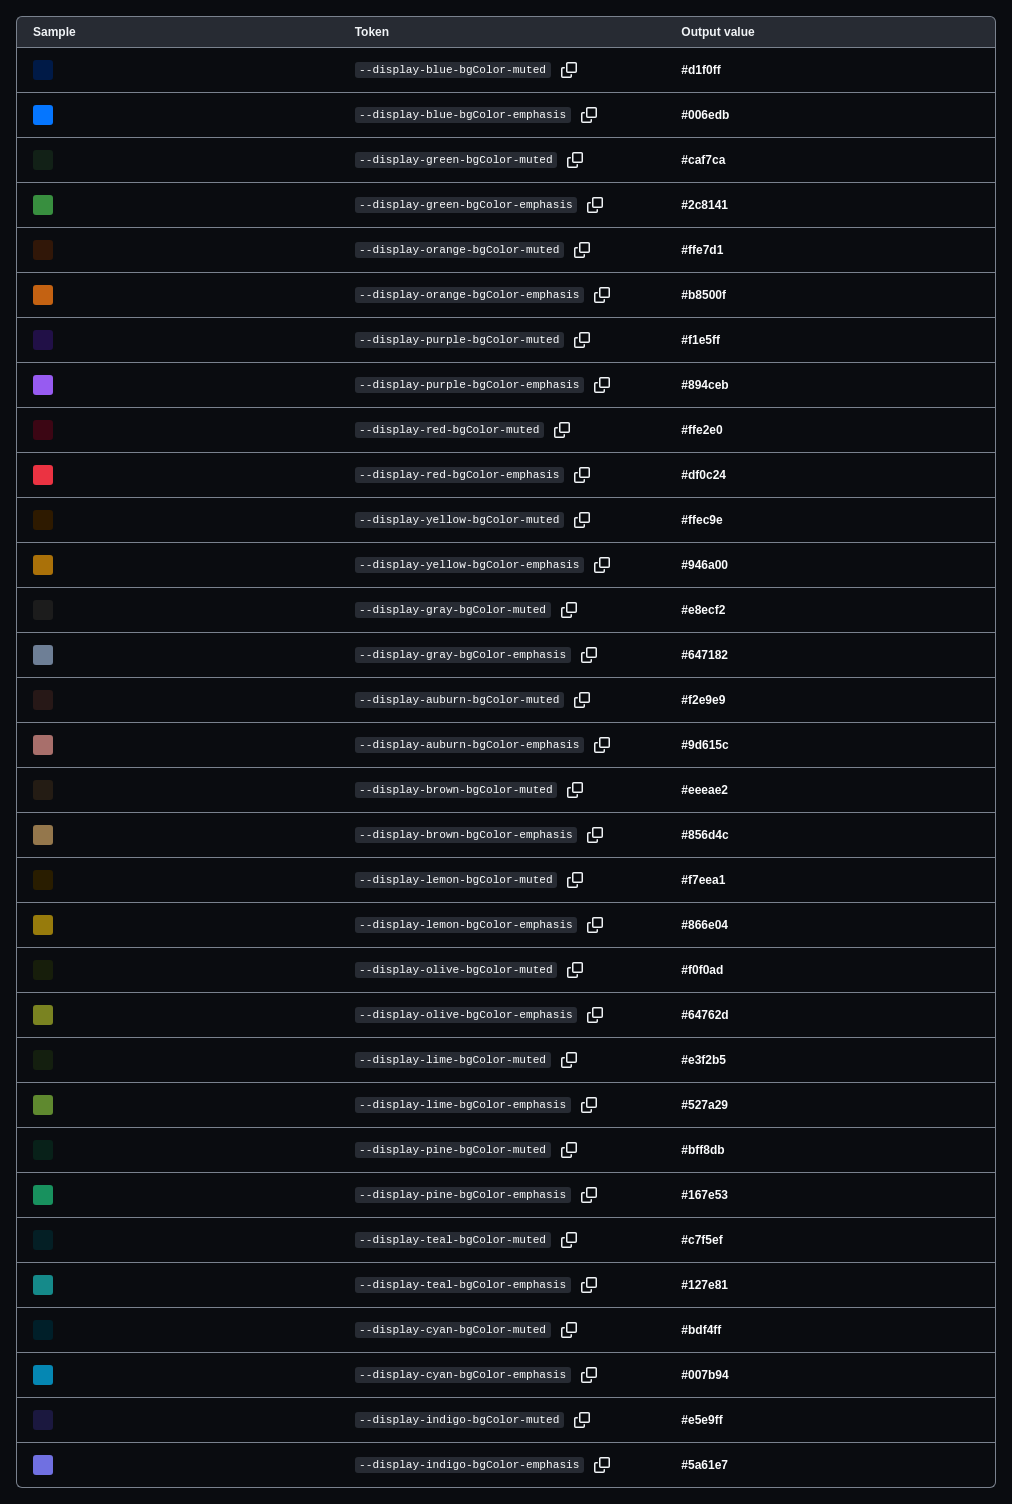 Sample Token Output value
--display-blue-bgColor-muted #d1f0ff
--display-blue-bgColor-emphasis #006edb
--display-green-bgColor-muted #caf7ca
--display-green-bgColor-emphasis #2c8141
--display-orange-bgColor-muted #ffe7d1
--display-orange-bgColor-emphasis #b8500f
--display-purple-bgColor-muted #f1e5ff
--display-purple-bgColor-emphasis #894ceb
--display-red-bgColor-muted #ffe2e0
--display-red-bgColor-emphasis #df0c24
--display-yellow-bgColor-muted #ffec9e
--display-yellow-bgColor-emphasis #946a00
--display-gray-bgColor-muted #e8ecf2
--display-gray-bgColor-emphasis #647182
--display-auburn-bgColor-muted #f2e9e9
--display-auburn-bgColor-emphasis #9d615c
--display-brown-bgColor-muted #eeeae2
--display-brown-bgColor-emphasis #856d4c
--display-lemon-bgColor-muted #f7eea1
--display-lemon-bgColor-emphasis #866e04
--display-olive-bgColor-muted #f0f0ad
--display-olive-bgColor-emphasis #64762d
--display-lime-bgColor-muted #e3f2b5
--display-lime-bgColor-emphasis #527a29
--display-pine-bgColor-muted #bff8db
--display-pine-bgColor-emphasis #167e53
--display-teal-bgColor-muted #c7f5ef
--display-teal-bgColor-emphasis #127e81
--display-cyan-bgColor-muted #bdf4ff
--display-cyan-bgColor-emphasis #007b94
--display-indigo-bgColor-muted #e5e9ff
--display-indigo-bgColor-emphasis #5a61e7